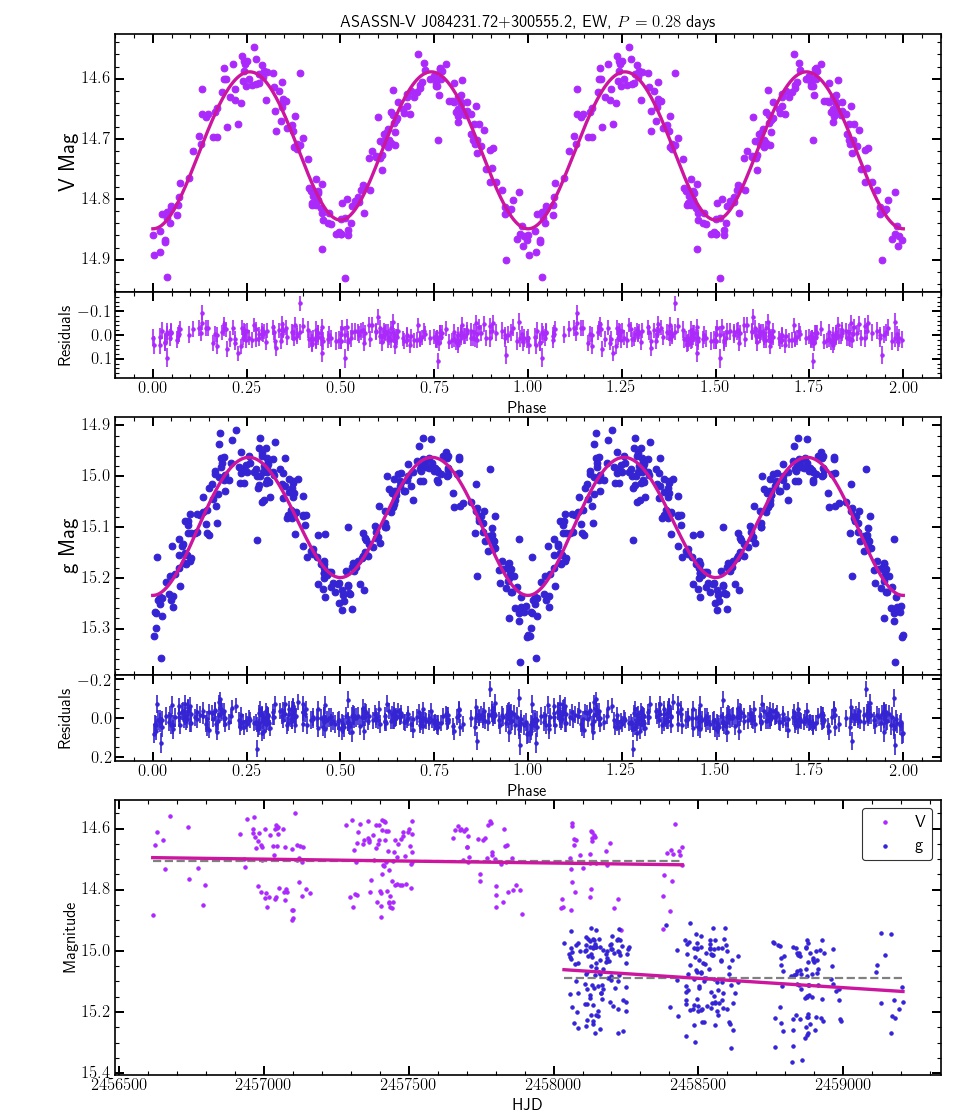 ASASSN-V J084231.72+300555.2, EW, P = 0.28 days
V Mag
14.6
14.7
14.8
14.9
Residuals
−0.1
0.0
0.1
0.00 0.25 0.50 0.75 1.00 1.25 1.50 1.75 2.00
Phase
g Mag
14.9
15.0
15.1
15.2
15.3
Residuals
−0.2
0.0
0.2
0.00 0.25 0.50 0.75 1.00 1.25 1.50 1.75 2.00
Phase
Magnitude
14.6
14.8
15.0
15.2
15.4
V
g
2456500 2457000 2457500 2458000 2458500 2459000
HJD